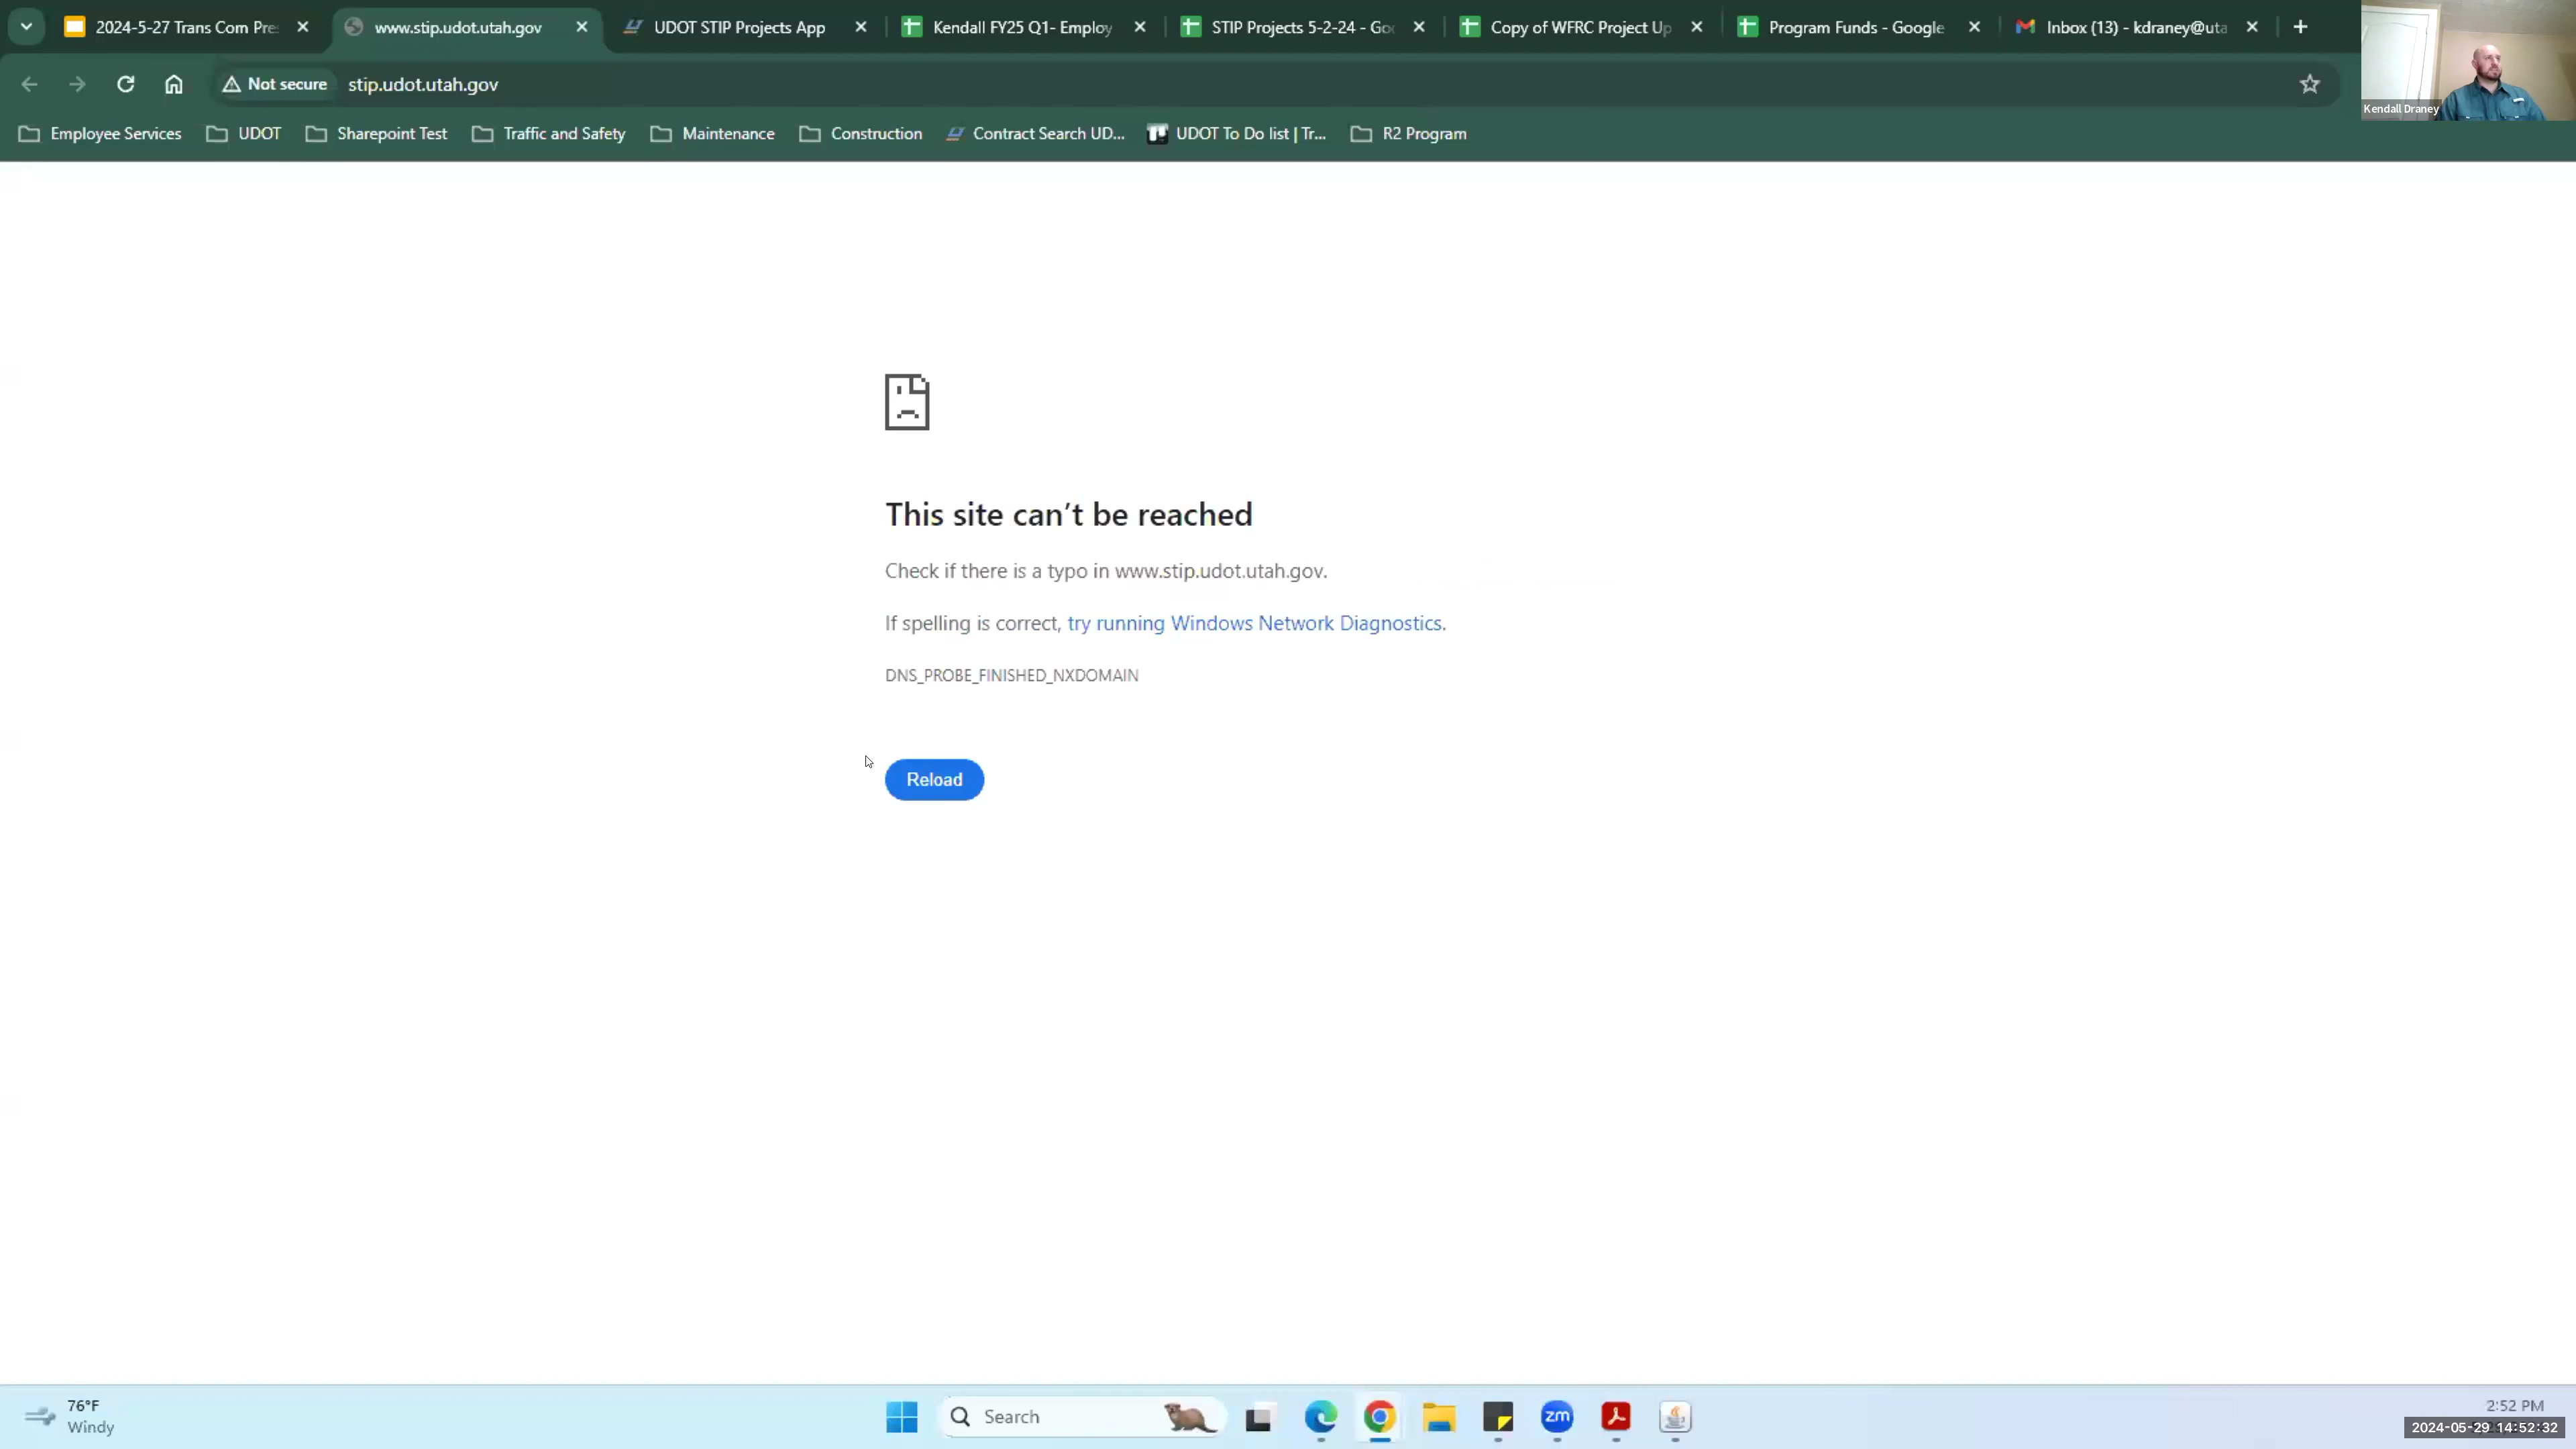 2024-5-27 Trans Com Pre
www.stip.udot.utah.gov
UDOT STIP Projects App
Kendall FY25 Q1- Employ
STIP Projects 5-2-24 - Go
Copy of WFRC Project Up
Program Funds - Google
Inbox (13) - kdraney@uta
Not secure
stip.udot.utah.gov
Kendall Draney
Employee Services
UDOT
Sharepoint Test
Traffic and Safety
Maintenance
Construction
Contract Search UD...
UDOT To Do list | Tr...
R2 Program
This site can't be reached
Check if there is a typo in www.stip.udot.utah.gov.
If spelling is correct, try running Windows Network Diagnostics.
DNS_PROBE_FINISHED_NXDOMAIN
Reload
76°F
Windy
Search
zm
2:52 PM
2024-05-29 14:52:32